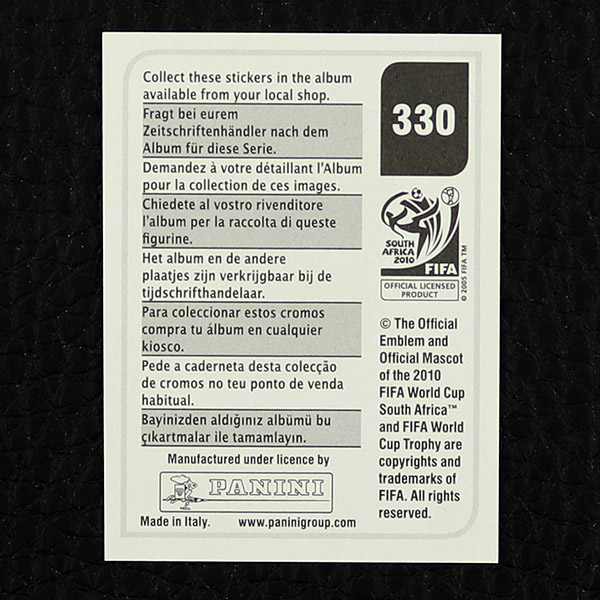 Collect these stickers in the album
available from your local shop.
Fragt bei eurem
Zeitschriftenhändler nach dem
Album für diese Serie.
Demandez à votre détaillant l'Album
pour la collection de ces images.
Chiedete al vostro rivenditore
l'album per la raccolta di queste
figurine.
Het album en de andere
plaatjes zijn verkrijgbaar bij de
tijdschrifthandelaar.
Para coleccionar estos cromos
compra tu álbum en cualquier
kiosco.
Pede a caderneta desta colecção
de cromos no teu ponto de venda
habitual.
Bayinizden aldığınız albümü bu
çıkartmalar ile tamamlayın.
Manufactured under licence by
PANINI
Made in Italy. www.paninigroup.com
330
SOUTH
AFRICA
2010
FIFA
OFFICIAL LICENSED
PRODUCT
© 2005 FIFA TM
© The Official
Emblem and
Official Mascot
of the 2010
FIFA World Cup
South Africa™
and FIFA World
Cup Trophy are
copyrights and
trademarks of
FIFA. All rights
reserved.